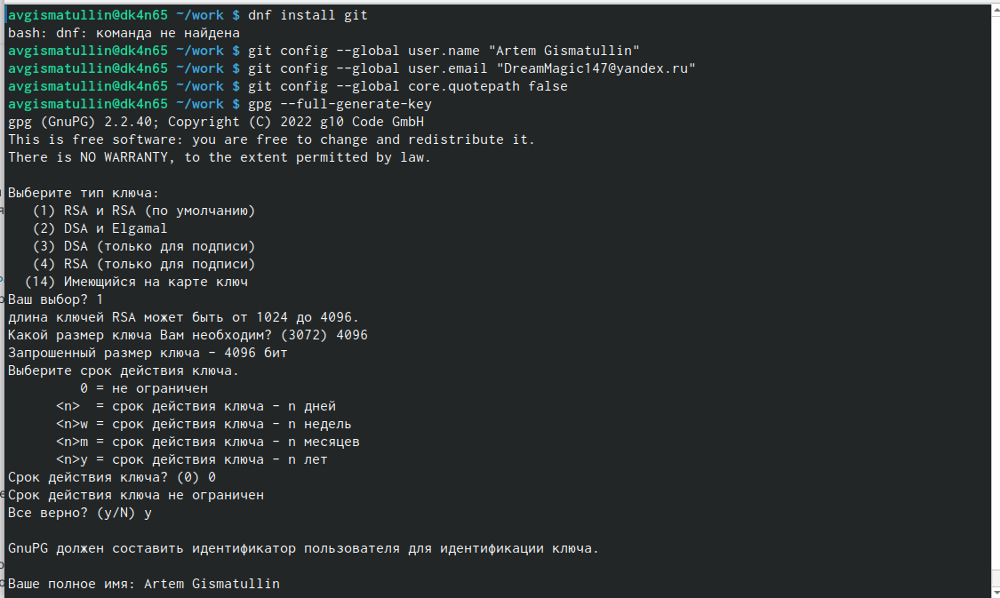 avgismatullin@dk4n65 ~/work $ dnf install git
bash: dnf: команда не найдена
avgismatullin@dk4n65 ~/work $ git config --global user.name "Artem Gismatullin"
avgismatullin@dk4n65 ~/work $ git config --global user.email "DreamMagic147@yandex.ru"
avgismatullin@dk4n65 ~/work $ git config --global core.quotepath false
avgismatullin@dk4n65 ~/work $ gpg --full-generate-key
gpg (GnuPG) 2.2.40; Copyright (C) 2022 g10 Code GmbH
This is free software: you are free to change and redistribute it.
There is NO WARRANTY, to the extent permitted by law.

Выберите тип ключа:
   (1) RSA и RSA (по умолчанию)
   (2) DSA и Elgamal
   (3) DSA (только для подписи)
   (4) RSA (только для подписи)
  (14) Имеющийся на карте ключ
Ваш выбор? 1
длина ключей RSA может быть от 1024 до 4096.
Какой размер ключа Вам необходим? (3072) 4096
Запрошенный размер ключа - 4096 бит
Выберите срок действия ключа.
         0 = не ограничен
      <n>  = срок действия ключа - n дней
      <n>w = срок действия ключа - n недель
      <n>m = срок действия ключа - n месяцев
      <n>y = срок действия ключа - n лет
Срок действия ключа? (0) 0
Срок действия ключа не ограничен
Все верно? (y/N) y

GnuPG должен составить идентификатор пользователя для идентификации ключа.

Ваше полное имя: Artem Gismatullin